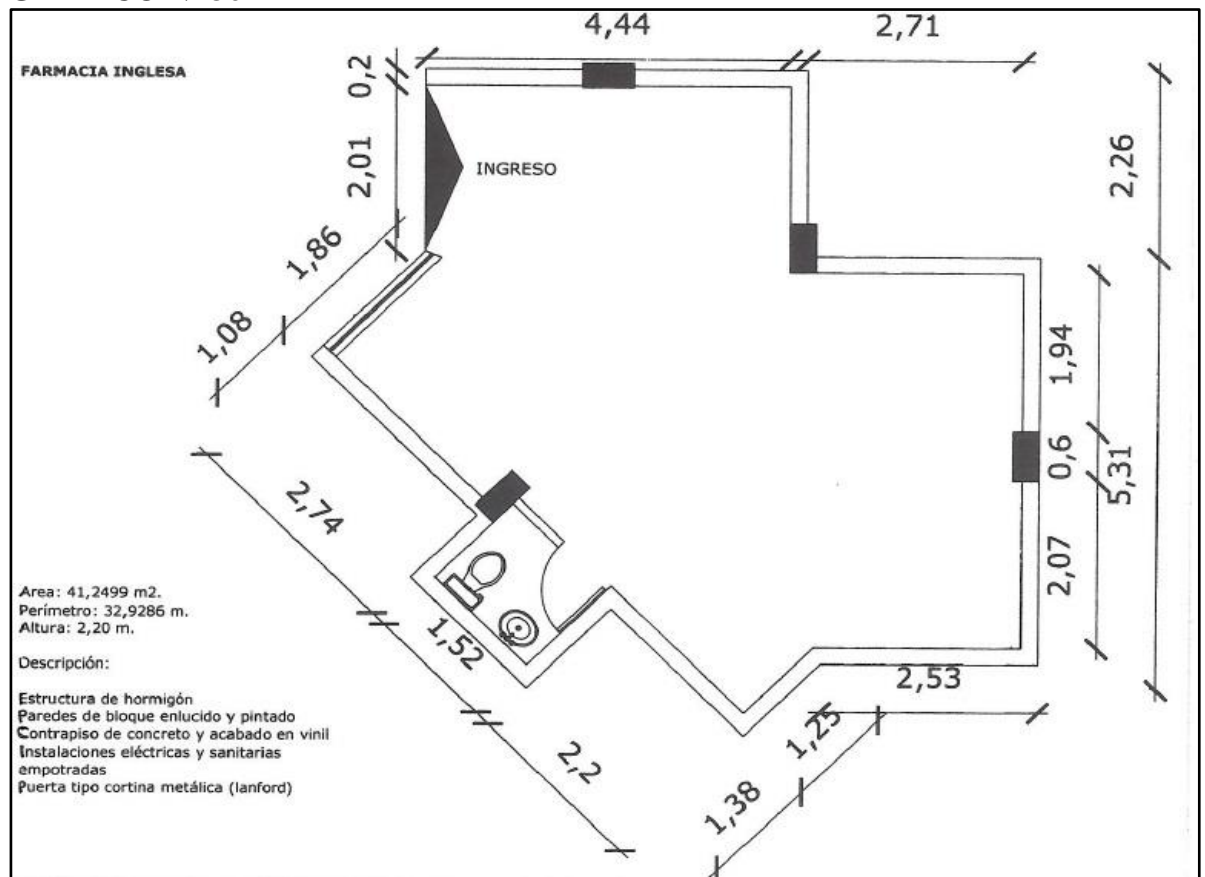 4,44
2,71
FARMACIA INGLESA
0,2
2,01
INGRESO
2,26
1,86
1,08
1,94
0,6
5,31
2,07
2,74
1,52
2,2
2,53
1,25
1,38
Area: 41,2499 m2.
Perímetro: 32,9286 m.
Altura: 2,20 m.
Descripción:
Estructura de hormigón
Paredes de bloque enlucido y pintado
Contrapiso de concreto y acabado en vinil
Instalaciones eléctricas y sanitarias
empotradas
Puerta tipo cortina metálica (lanford)